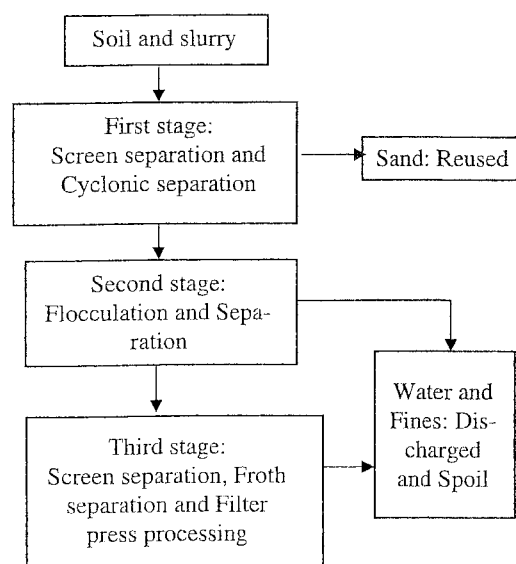 Soil and slurry
First stage:
Screen separation and
Cyclonic separation
Sand: Reused
Second stage:
Flocculation and Sepa-
ration
Water and
Fines: Dis-
charged
and Spoil
Third stage:
Screen separation, Froth
separation and Filter
press processing